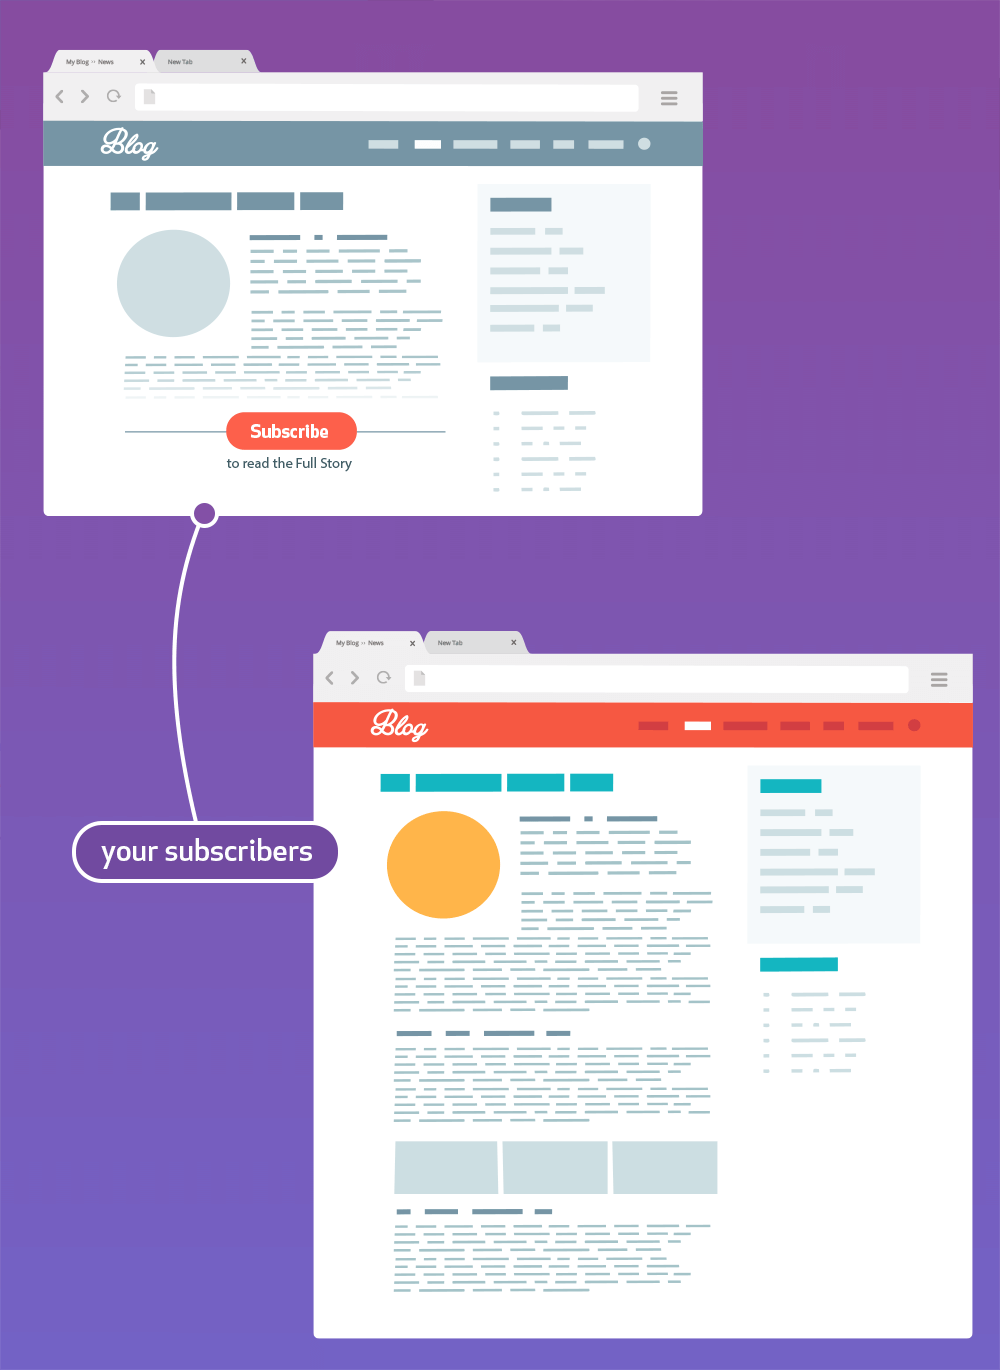 My Blog ·· News x New Tab x
Blog
Subscribe
to read the Full Story
My Blog ·· News x New Tab x
Blog
your subscribers